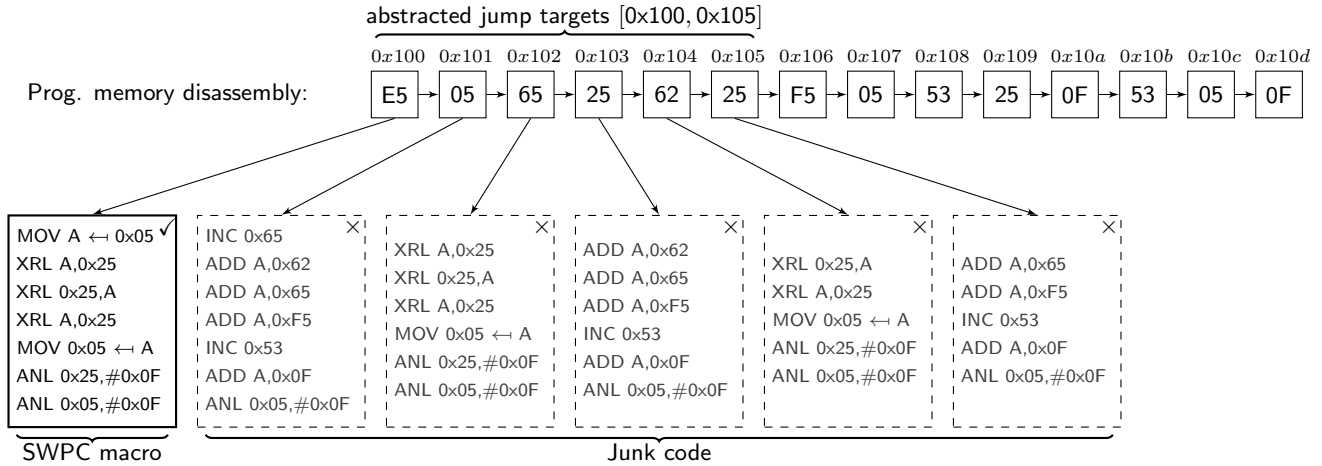 abstracted jump targets [0x100, 0x105]
0x100 0x101 0x102 0x103 0x104 0x105 0x106 0x107 0x108 0x109 0x10a 0x10b 0x10c 0x10d
Prog. memory disassembly: E5 05 65 25 62 25 F5 05 53 25 0F 53 05 0F
MOV A ↤ 0x05 ✓
XRL A,0x25
XRL 0x25,A
XRL A,0x25
MOV 0x05 ↤ A
ANL 0x25,#0x0F
ANL 0x05,#0x0F
SWPC macro
×
INC 0x65
ADD A,0x62
ADD A,0x65
ADD A,0xF5
INC 0x53
ADD A,0x0F
ANL 0x05,#0x0F
×
XRL A,0x25
XRL 0x25,A
XRL A,0x25
MOV 0x05 ↤ A
ANL 0x25,#0x0F
ANL 0x05,#0x0F
×
ADD A,0x62
ADD A,0x65
ADD A,0xF5
INC 0x53
ADD A,0x0F
ANL 0x05,#0x0F
×
XRL 0x25,A
XRL A,0x25
MOV 0x05 ↤ A
ANL 0x25,#0x0F
ANL 0x05,#0x0F
×
ADD A,0x65
ADD A,0xF5
INC 0x53
ADD A,0x0F
ANL 0x05,#0x0F
Junk code